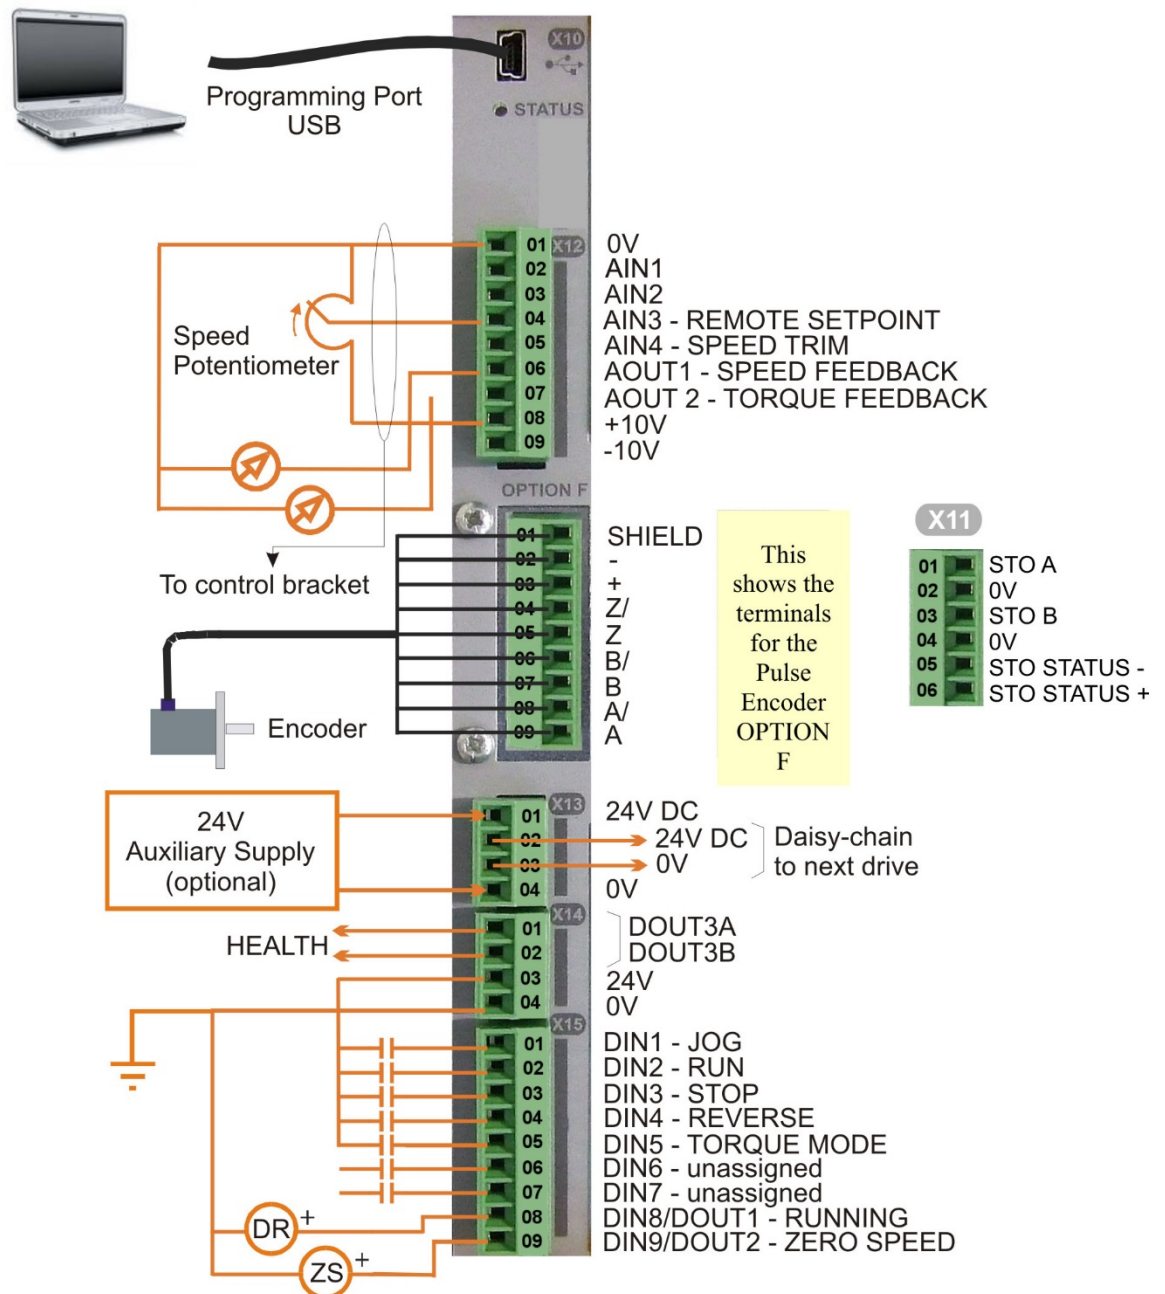 X10
Programming Port
USB
STATUS
X12
01 0V
02 AIN1
03 AIN2
04 AIN3 - REMOTE SETPOINT
05 AIN4 - SPEED TRIM
06 AOUT1 - SPEED FEEDBACK
07 AOUT 2 - TORQUE FEEDBACK
08 +10V
09 -10V
Speed
Potentiometer
To control bracket
OPTION F
01 SHIELD
02 -
03 +
04 Z/
05 Z
06 B/
07 B
08 A/
09 A
Encoder
This
shows the
terminals
for the
Pulse
Encoder
OPTION
F
X11
01 STO A
02 0V
03 STO B
04 0V
05 STO STATUS -
06 STO STATUS +
24V
Auxiliary Supply
(optional)
X13
01 24V DC
02 24V DC
03 0V
04 0V
Daisy-chain
to next drive
HEALTH
X14
01 DOUT3A
02 DOUT3B
03 24V
04 0V
X15
01 DIN1 - JOG
02 DIN2 - RUN
03 DIN3 - STOP
04 DIN4 - REVERSE
05 DIN5 - TORQUE MODE
06 DIN6 - unassigned
07 DIN7 - unassigned
08 DIN8/DOUT1 - RUNNING
09 DIN9/DOUT2 - ZERO SPEED
DR +
ZS +